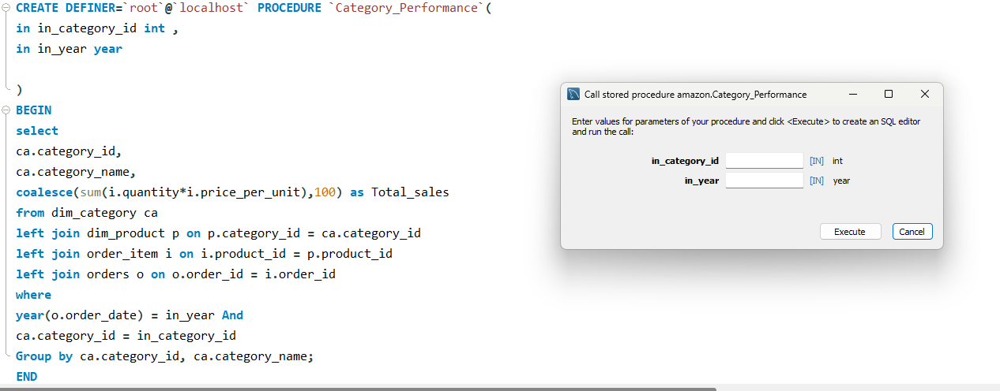 CREATE DEFINER=`root`@`localhost` PROCEDURE `Category_Performance`(
in in_category_id int ,
in in_year year
)
BEGIN
select
ca.category_id,
ca.category_name,
coalesce(sum(i.quantity*i.price_per_unit),100) as Total_sales
from dim_category ca
left join dim_product p on p.category_id = ca.category_id
left join order_item i on i.product_id = p.product_id
left join orders o on o.order_id = i.order_id
where
year(o.order_date) = in_year And
ca.category_id = in_category_id
Group by ca.category_id, ca.category_name;
END
Call stored procedure amazon.Category_Performance
Enter values for parameters of your procedure and click <Execute> to create an SQL editor
and run the call:
in_category_id [IN] int
in_year [IN] year
Execute Cancel